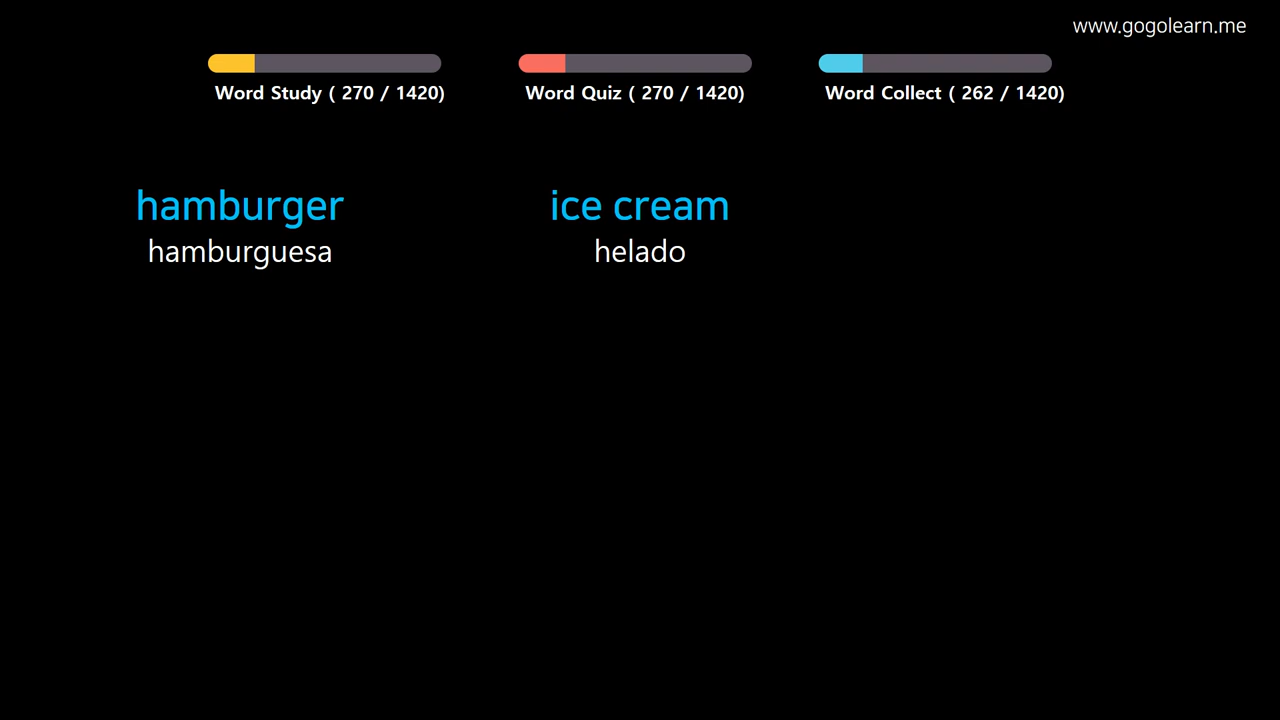 www.gogolearn.me
Word Study ( 270 / 1420)
Word Quiz ( 270 / 1420)
Word Collect ( 262 / 1420)
hamburger
hamburguesa
ice cream
helado